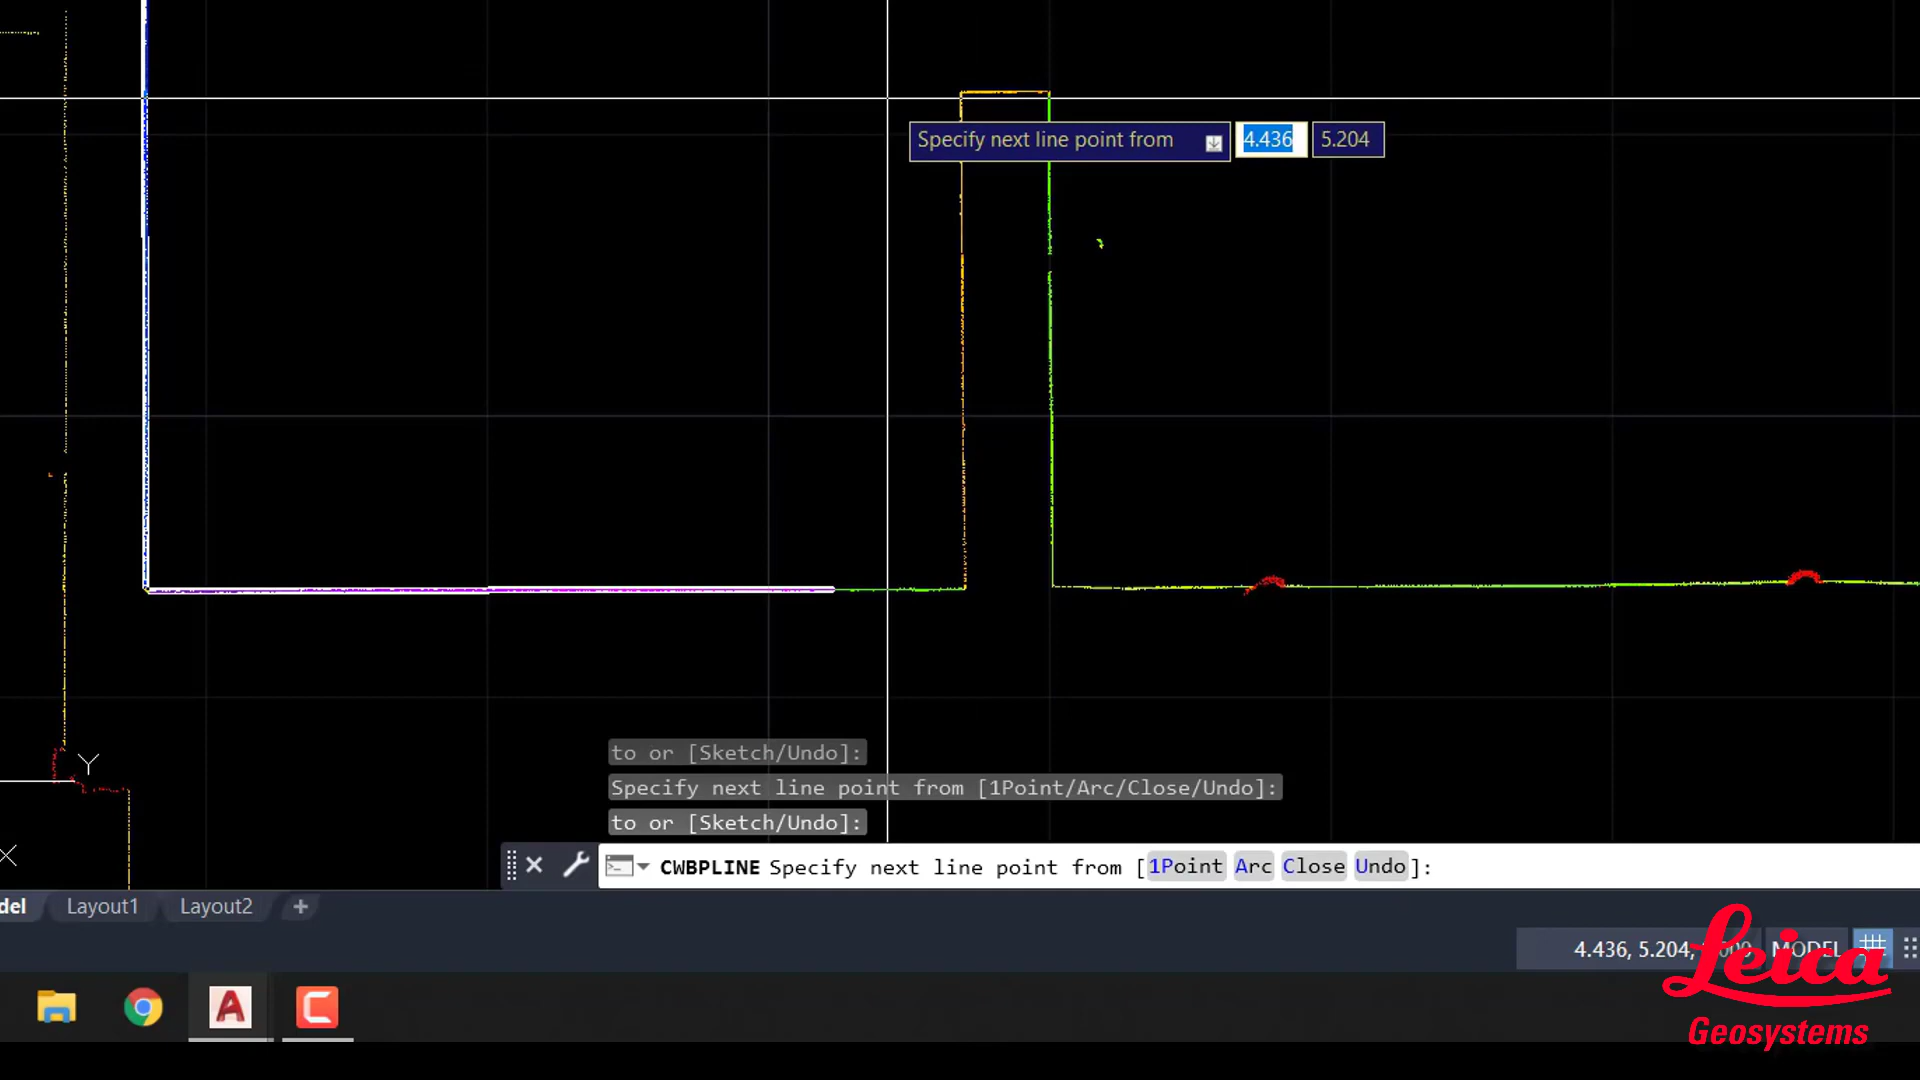 Specify next line point from 4.436 5.204
Y
X
to or [Sketch/Undo]:
Specify next line point from [1Point/Arc/Close/Undo]:
to or [Sketch/Undo]:
CWBPLINE Specify next line point from [1Point Arc Close Undo]:
del Layout1 Layout2 +
4.436, 5.204, MODEL
Leica
Geosystems